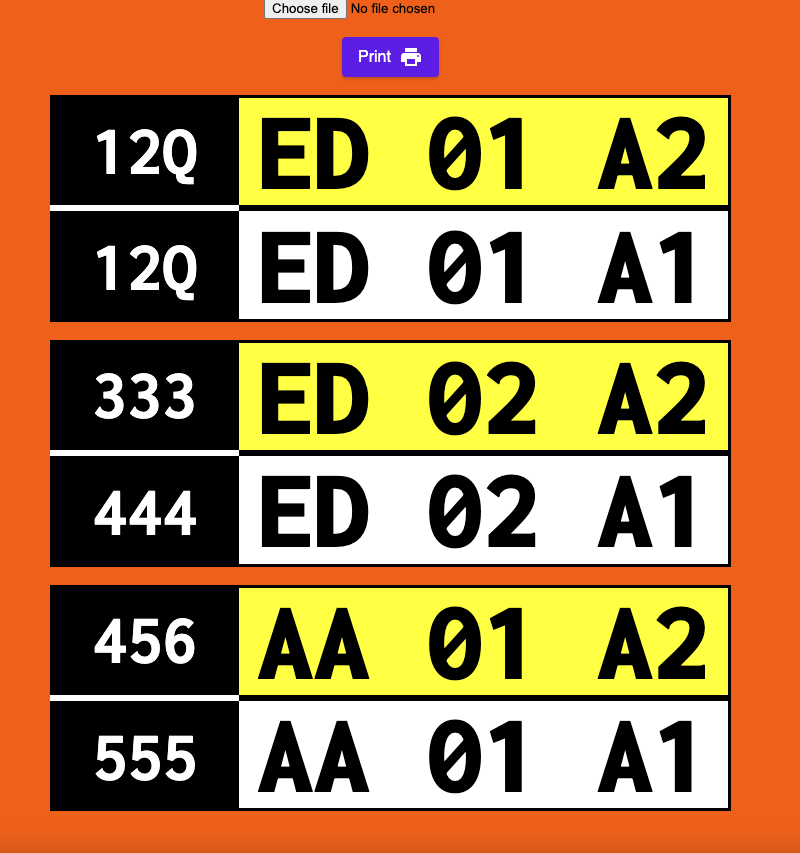 Choose file No file chosen
Print
12Q ED 01 A2
12Q ED 01 A1
333 ED 02 A2
444 ED 02 A1
456 AA 01 A2
555 AA 01 A1